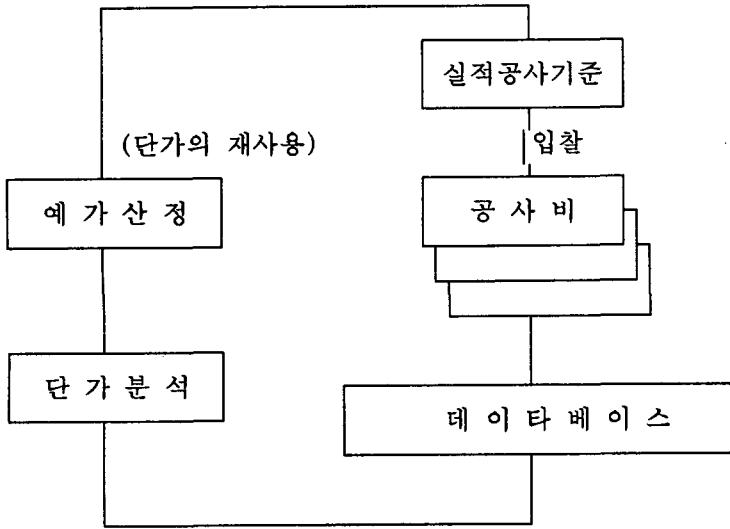 실적공사기준
(단가의 재사용)
입찰
예 가 산 정
공 사 비
단 가 분 석
데 이 타 베 이 스